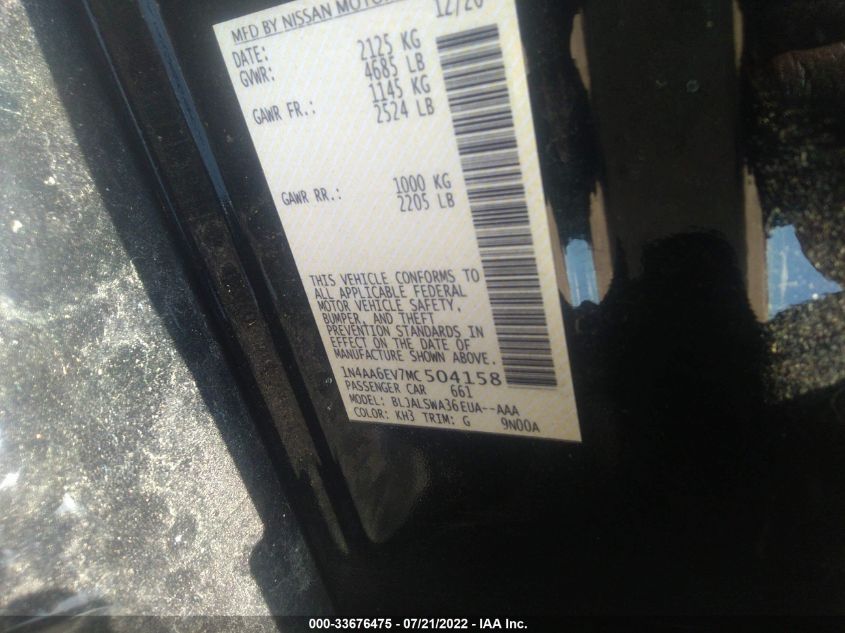 MFD BY NISSAN MOTOR
DATE: 12/20
GVWR: 2125 KG
4685 LB
GAWR FR.: 1145 KG
2524 LB
GAWR RR.: 1000 KG
2205 LB
THIS VEHICLE CONFORMS TO
ALL APPLICABLE FEDERAL
MOTOR VEHICLE SAFETY,
BUMPER, AND THEFT
PREVENTION STANDARDS IN
EFFECT ON THE DATE OF
MANUFACTURE SHOWN ABOVE.
1N4AA6EV7MC504158
PASSENGER CAR 661
MODEL: BLJALSWA36EUA--AAA
COLOR: KH3 TRIM: G 9N00A
000-33676475 - 07/21/2022 - IAA Inc.